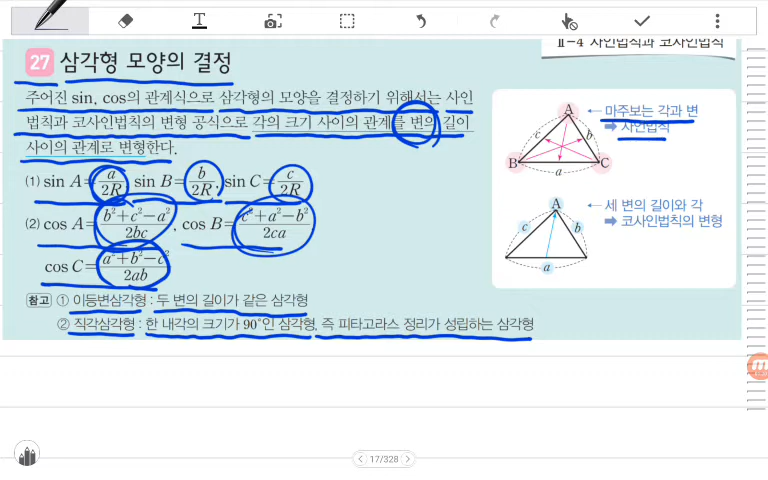 T
Ⅱ-4 사인법칙과 코사인법칙
27 삼각형 모양의 결정
주어진 sin, cos의 관계식으로 삼각형의 모양을 결정하기 위해서는 사인
법칙과 코사인법칙의 변형 공식으로 각의 크기 사이의 관계를 변의 길이
사이의 관계로 변형한다.
(1) sin A=a/2R, sin B=b/2R, sin C=c/2R
(2) cos A=b²+c²-a²/2bc, cos B=c²+a²-b²/2ca,
cos C=a²+b²-c²/2ab
참고 ① 이등변삼각형 : 두 변의 길이가 같은 삼각형
② 직각삼각형 : 한 내각의 크기가 90°인 삼각형, 즉 피타고라스 정리가 성립하는 삼각형
A
c
b
B
C
a
← 마주보는 각과 변
➡ 사인법칙
A
c
b
a
← 세 변의 길이와 각
➡ 코사인법칙의 변형
17/328